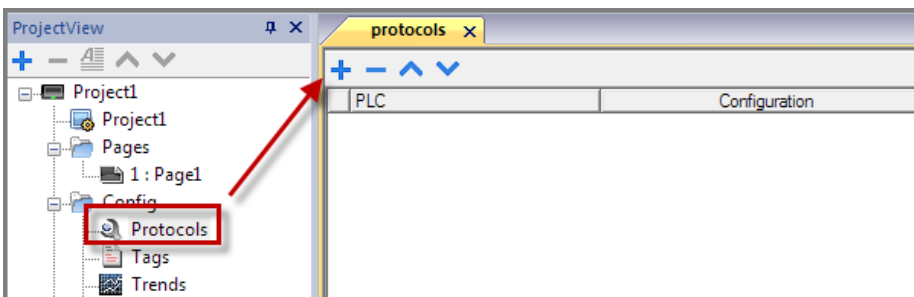 ProjectView
protocols
Project1
Project1
Pages
1 : Page1
Config
Protocols
Tags
Trends
PLC
Configuration